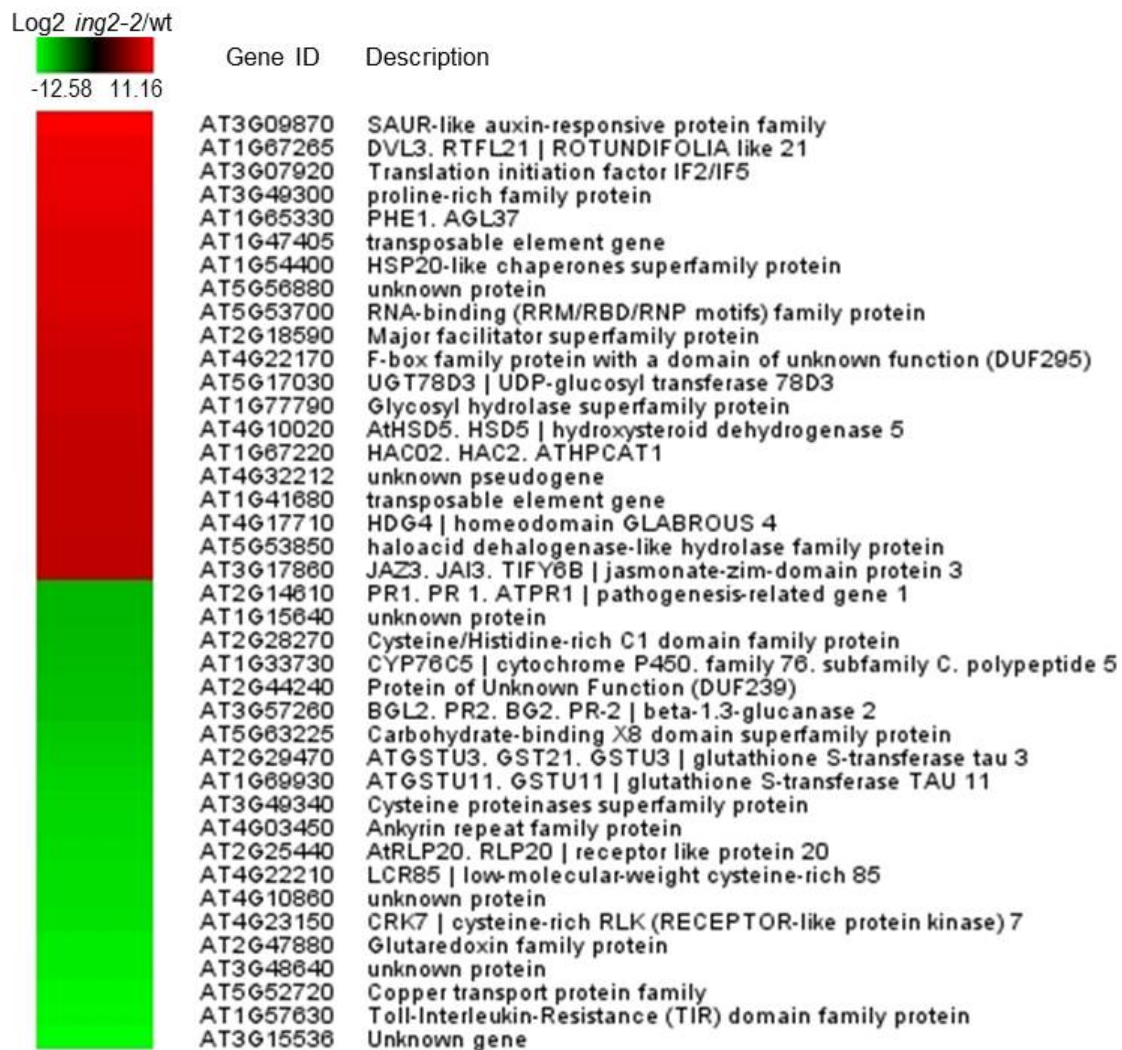 Log2 ing2-2/wt
Gene ID Description
-12.58 11.16
AT3G09870 SAUR-like auxin-responsive protein family
AT1G67265 DVL3. RTFL21 | ROTUNDIFOLIA like 21
AT3G07920 Translation initiation factor IF2/IF5
AT3G49300 proline-rich family protein
AT1G65330 PHE1. AGL37
AT1G47405 transposable element gene
AT1G54400 HSP20-like chaperones superfamily protein
AT5G56880 unknown protein
AT5G53700 RNA-binding (RRM/RBD/RNP motifs) family protein
AT2G18590 Major facilitator superfamily protein
AT4G22170 F-box family protein with a domain of unknown function (DUF295)
AT5G17030 UGT78D3 | UDP-glucosyl transferase 78D3
AT1G77790 Glycosyl hydrolase superfamily protein
AT4G10020 AtHSD5. HSD5 | hydroxysteroid dehydrogenase 5
AT1G67220 HAC02. HAC2. ATHPCAT1
AT4G32212 unknown pseudogene
AT1G41680 transposable element gene
AT4G17710 HDG4 | homeodomain GLABROUS 4
AT5G53850 haloacid dehalogenase-like hydrolase family protein
AT3G17860 JAZ3. JAI3. TIFY6B | jasmonate-zim-domain protein 3
AT2G14610 PR1. PR 1. ATPR1 | pathogenesis-related gene 1
AT1G15640 unknown protein
AT2G28270 Cysteine/Histidine-rich C1 domain family protein
AT1G33730 CYP76C5 | cytochrome P450. family 76. subfamily C. polypeptide 5
AT2G44240 Protein of Unknown Function (DUF239)
AT3G57260 BGL2. PR2. BG2. PR-2 | beta-1.3-glucanase 2
AT5G63225 Carbohydrate-binding X8 domain superfamily protein
AT2G29470 ATGSTU3. GST21. GSTU3 | glutathione S-transferase tau 3
AT1G69930 ATGSTU11. GSTU11 | glutathione S-transferase TAU 11
AT3G49340 Cysteine proteinases superfamily protein
AT4G03450 Ankyrin repeat family protein
AT2G25440 AtRLP20. RLP20 | receptor like protein 20
AT4G22210 LCR85 | low-molecular-weight cysteine-rich 85
AT4G10860 unknown protein
AT4G23150 CRK7 | cysteine-rich RLK (RECEPTOR-like protein kinase) 7
AT2G47880 Glutaredoxin family protein
AT3G48640 unknown protein
AT5G52720 Copper transport protein family
AT1G57630 Toll-Interleukin-Resistance (TIR) domain family protein
AT3G15536 Unknown gene